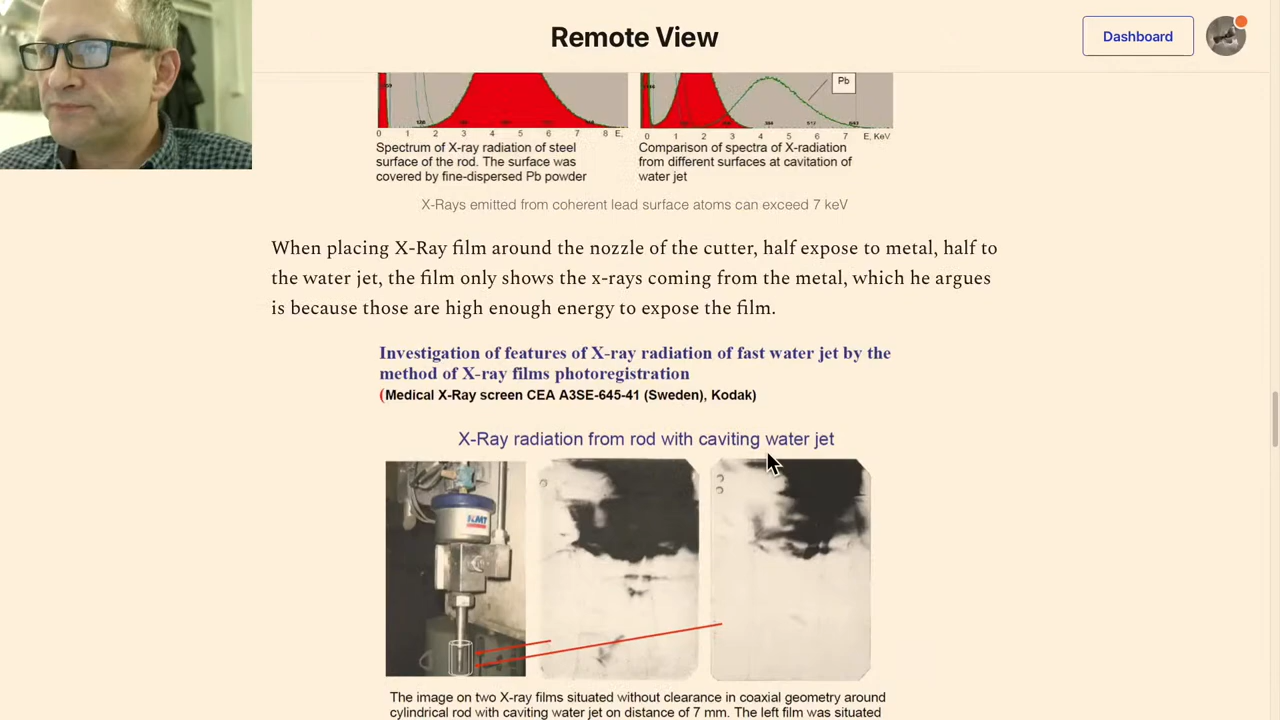 Remote View
Dashboard
Pb
0 1 2 3 4 5 6 7 8 E,
0 1 2 3 4 5 6 7 E, KeV
Spectrum of X-ray radiation of steel
surface of the rod. The surface was
covered by fine-dispersed Pb powder
Comparison of spectra of X-radiation
from different surfaces at cavitation of
water jet
X-Rays emitted from coherent lead surface atoms can exceed 7 keV
When placing X-Ray film around the nozzle of the cutter, half expose to metal, half to
the water jet, the film only shows the x-rays coming from the metal, which he argues
is because those are high enough energy to expose the film.
Investigation of features of X-ray radiation of fast water jet by the
method of X-ray films photoregistration
(Medical X-Ray screen CEA A3SE-645-41 (Sweden), Kodak)
X-Ray radiation from rod with caviting water jet
KMT
The image on two X-ray films situated without clearance in coaxial geometry around
cylindrical rod with caviting water jet on distance of 7 mm. The left film was situated